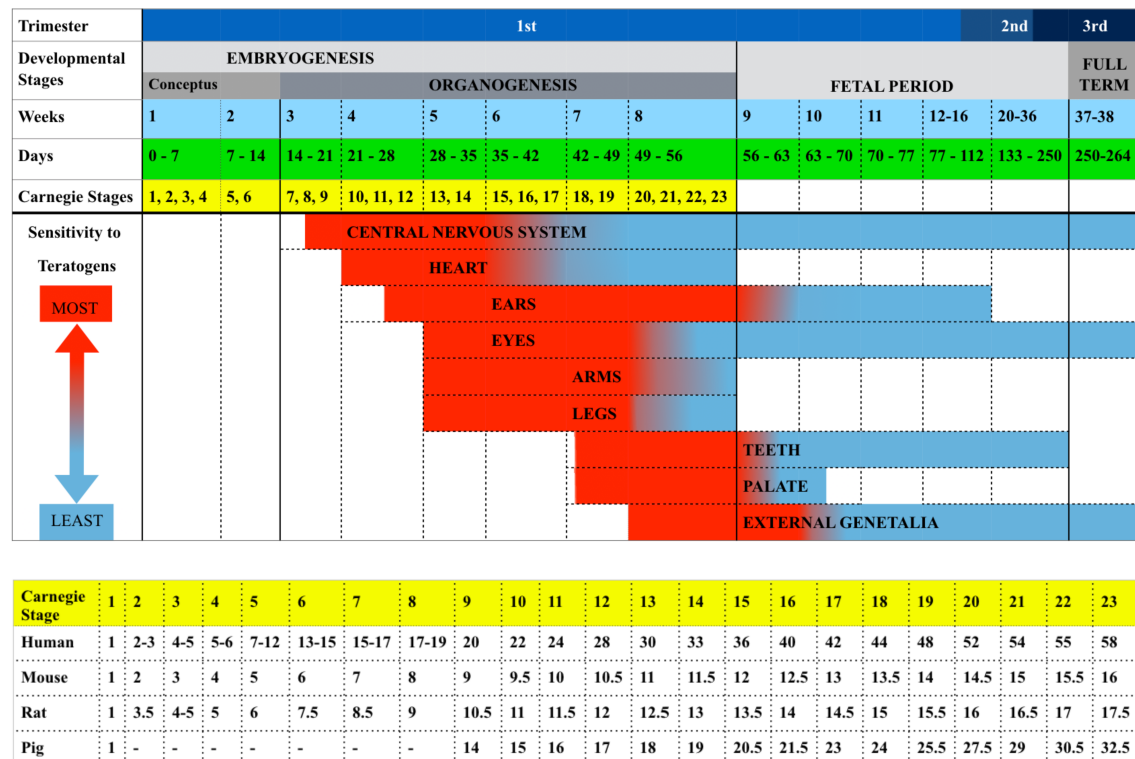 Trimester 1st 2nd 3rd
Developmental Stages EMBRYOGENESIS FETAL PERIOD FULL TERM
Conceptus ORGANOGENESIS
Weeks 1 2 3 4 5 6 7 8 9 10 11 12-16 20-36 37-38
Days 0 - 7 7 - 14 14 - 21 21 - 28 28 - 35 35 - 42 42 - 49 49 - 56 56 - 63 63 - 70 70 - 77 77 - 112 133 - 250 250-264
Carnegie Stages 1, 2, 3, 4 5, 6 7, 8, 9 10, 11, 12 13, 14 15, 16, 17 18, 19 20, 21, 22, 23
Sensitivity to CENTRAL NERVOUS SYSTEM
Teratogens HEART
MOST EARS
EYES
ARMS
LEGS
TEETH
PALATE
LEAST EXTERNAL GENETALIA
Carnegie Stage 1 2 3 4 5 6 7 8 9 10 11 12 13 14 15 16 17 18 19 20 21 22 23
Human 1 2-3 4-5 5-6 7-12 13-15 15-17 17-19 20 22 24 28 30 33 36 40 42 44 48 52 54 55 58
Mouse 1 2 3 4 5 6 7 8 9 9.5 10 10.5 11 11.5 12 12.5 13 13.5 14 14.5 15 15.5 16
Rat 1 3.5 4-5 5 6 7.5 8.5 9 10.5 11 11.5 12 12.5 13 13.5 14 14.5 15 15.5 16 16.5 17 17.5
Pig 1 - - - - - - - 14 15 16 17 18 19 20.5 21.5 23 24 25.5 27.5 29 30.5 32.5